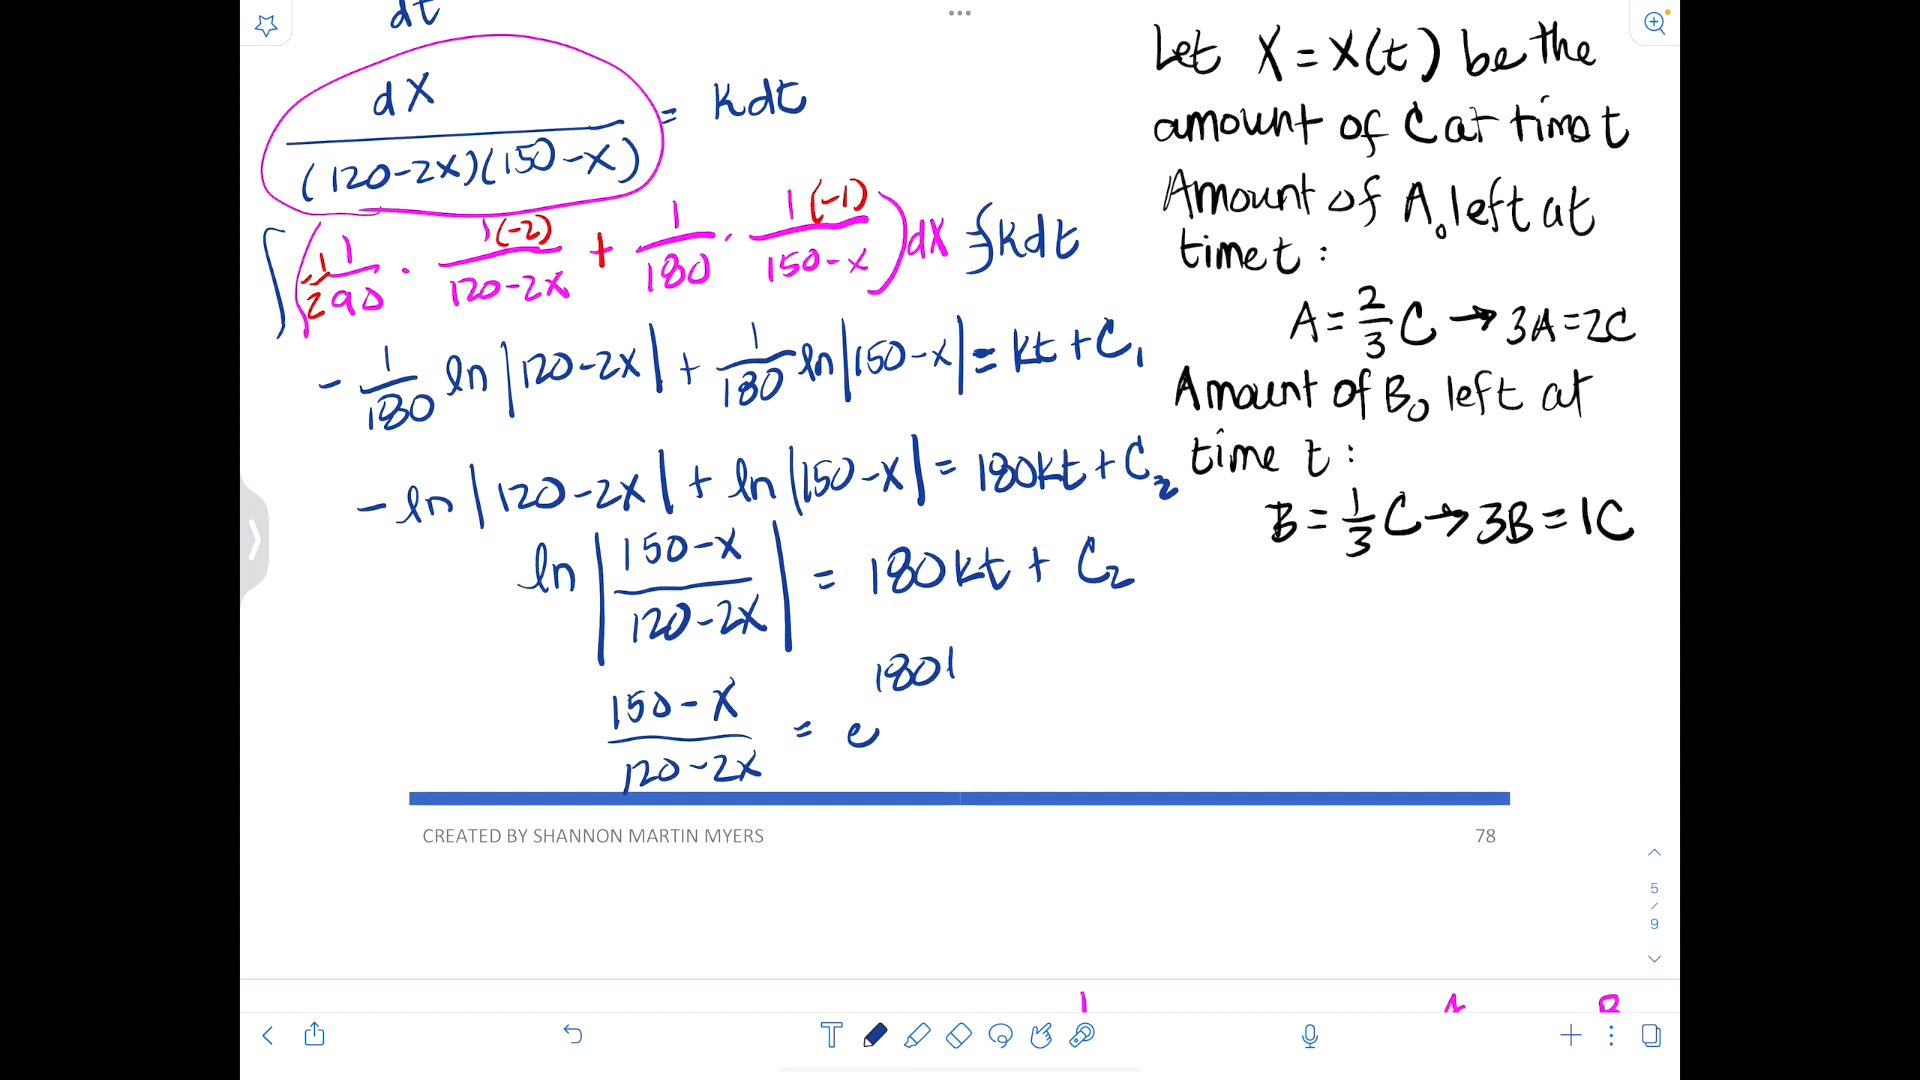 dt
dX / (120-2X)(150-X) = kdt
∫(-1/2 1/90 · 1(-2)/120-2X + 1/180 · 1(-1)/150-X)dX = ∫kdt
-1/180 ln|120-2X| + 1/180 ln|150-X| = kt + C₁
-ln|120-2X| + ln|150-X| = 180kt + C₂
ln|150-X / 120-2X| = 180kt + C₂
150-X / 120-2X = e^180
Let X = X(t) be the
amount of C at time t
Amount of A₀ left at
time t:
A = 2/3 C → 3A = 2C
Amount of B₀ left at
time t:
B = 1/3 C → 3B = 1C
CREATED BY SHANNON MARTIN MYERS
78
5
/
9
T